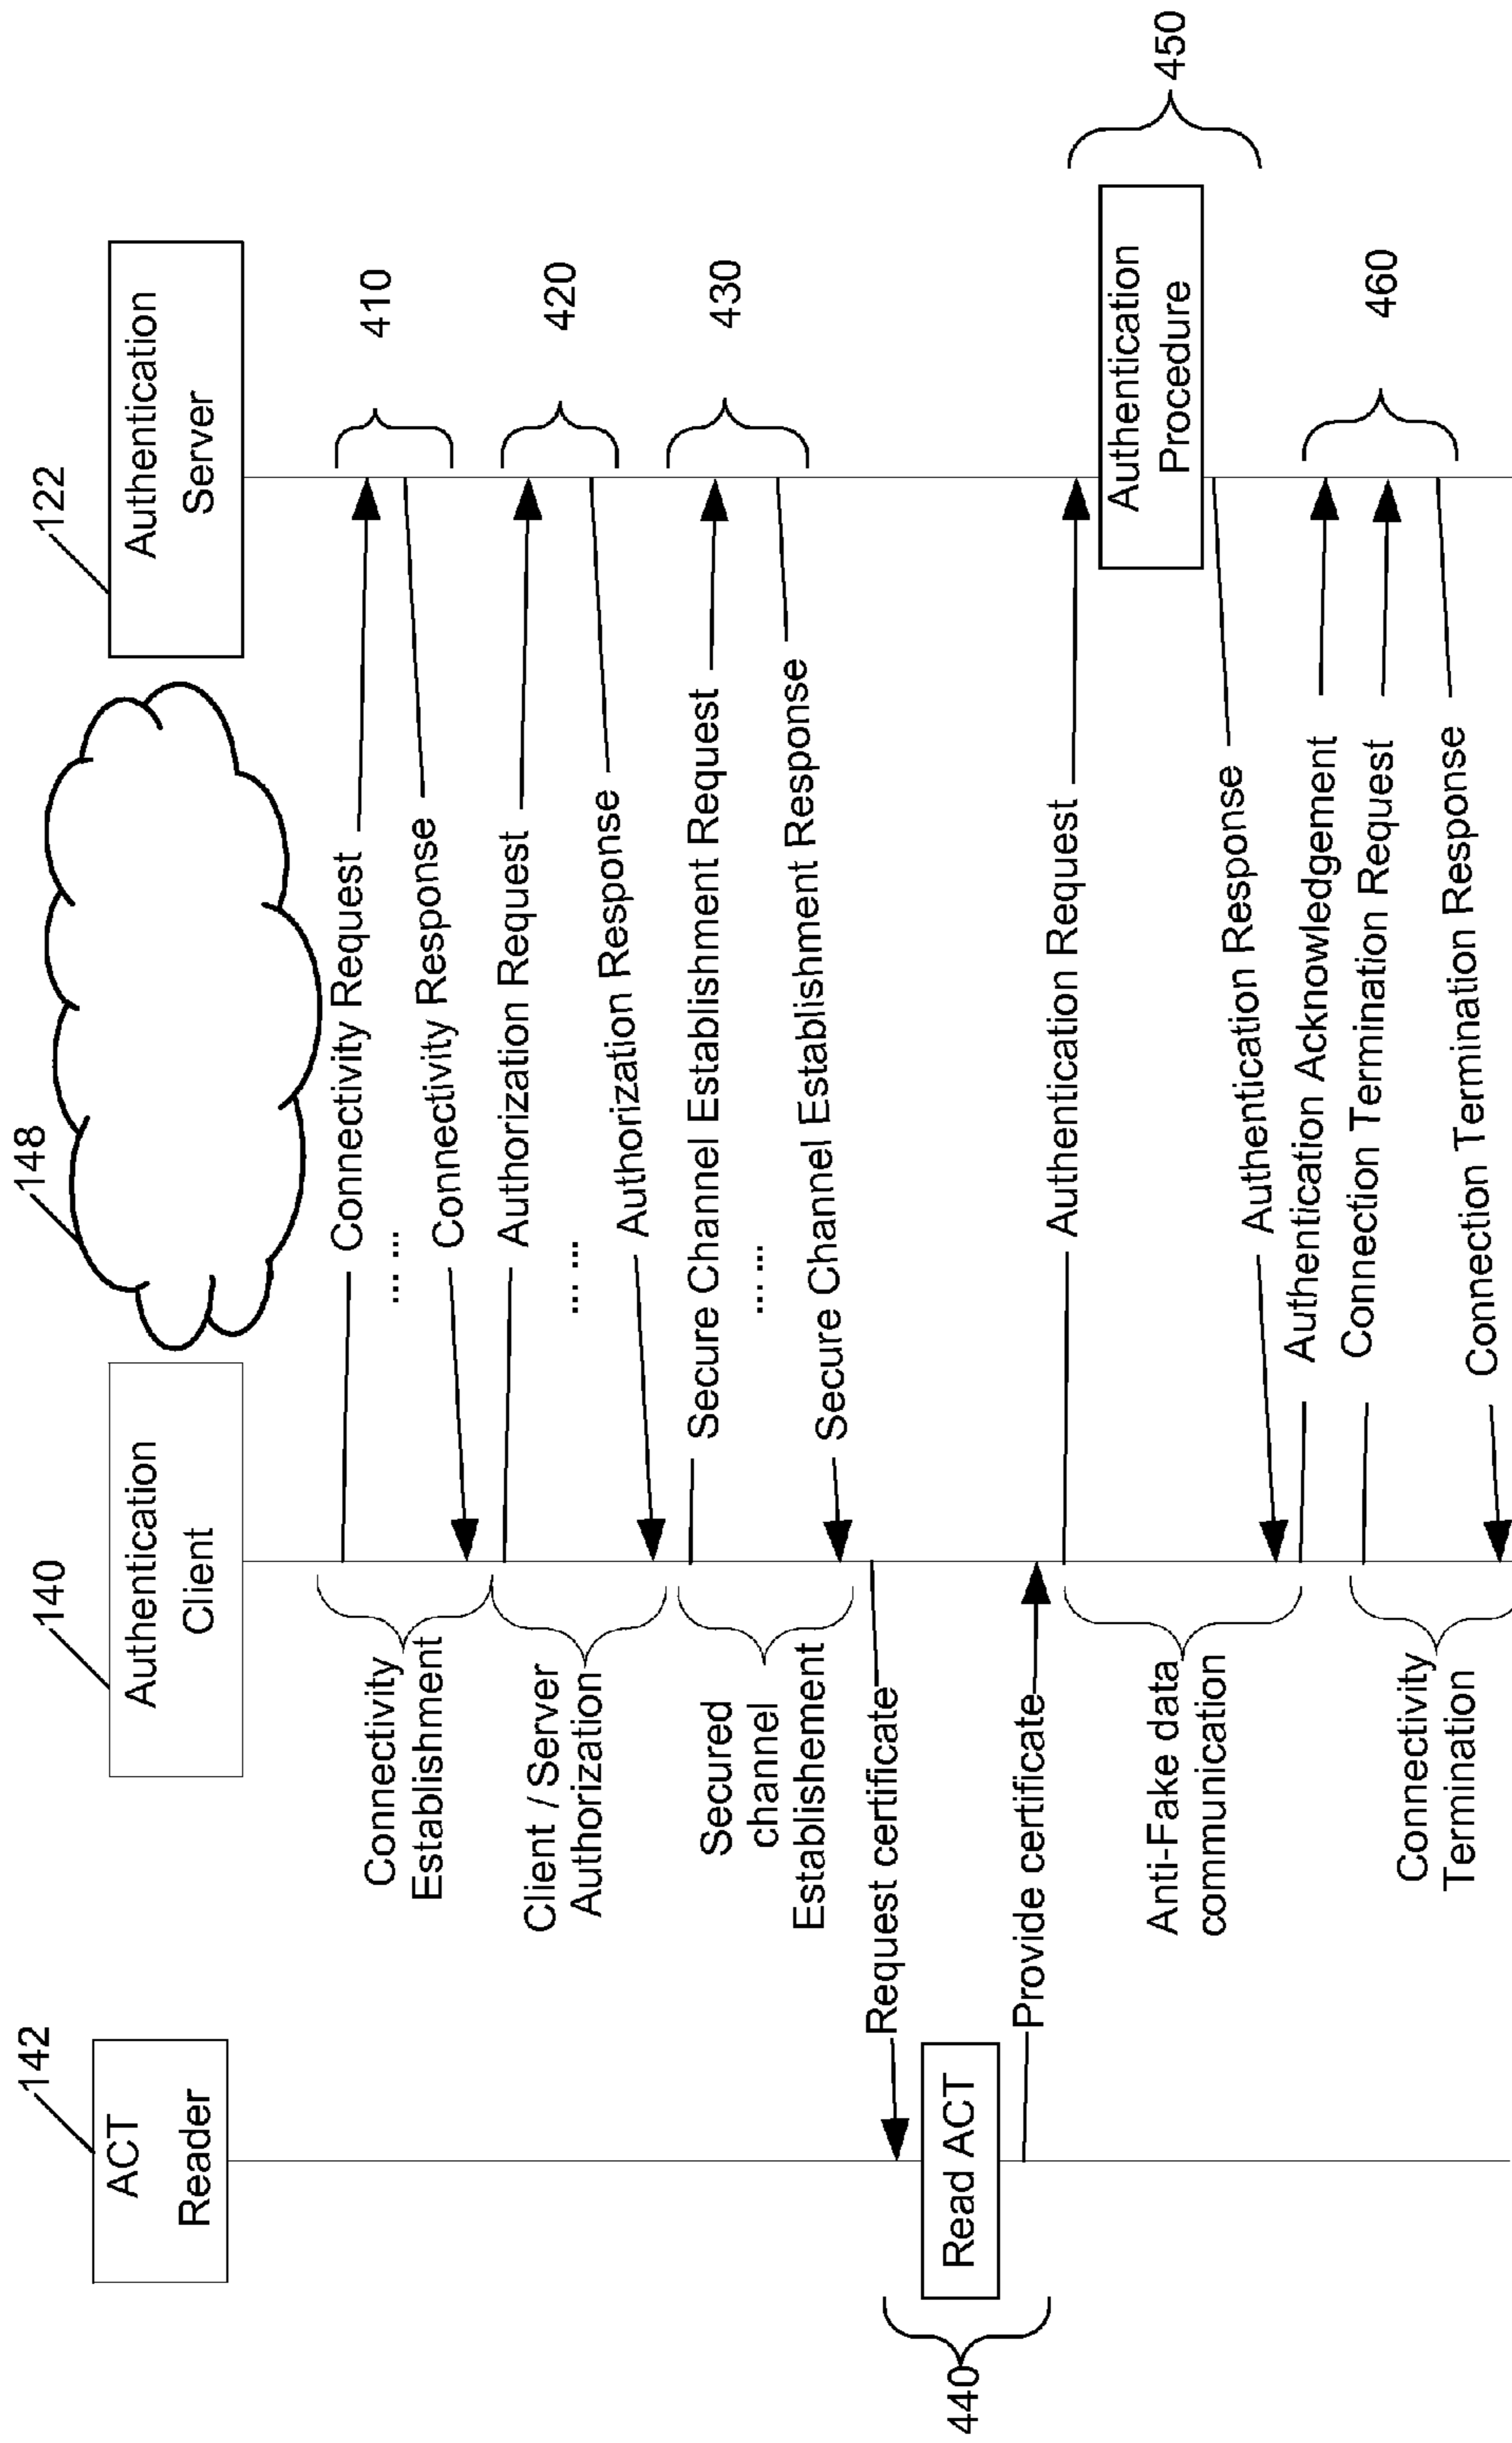 142
ACT
Reader
140
Authentication
Client
148
122
Authentication
Server
Connectivity
Establishment
Connectivity Request
... ...
Connectivity Response
410
Client / Server
Authorization
Authorization Request
... ...
Authorization Response
420
Secured
channel
Establishement
Secure Channel Establishment Request
... ...
Secure Channel Establishment Response
430
Request certificate
440
Read ACT
Provide certificate
Anti-Fake data
communication
Authentication Request
Authentication
Procedure
450
Authentication Response
Authentication Acknowledgement
Connectivity
Termination
Connection Termination Request
Connection Termination Response
460